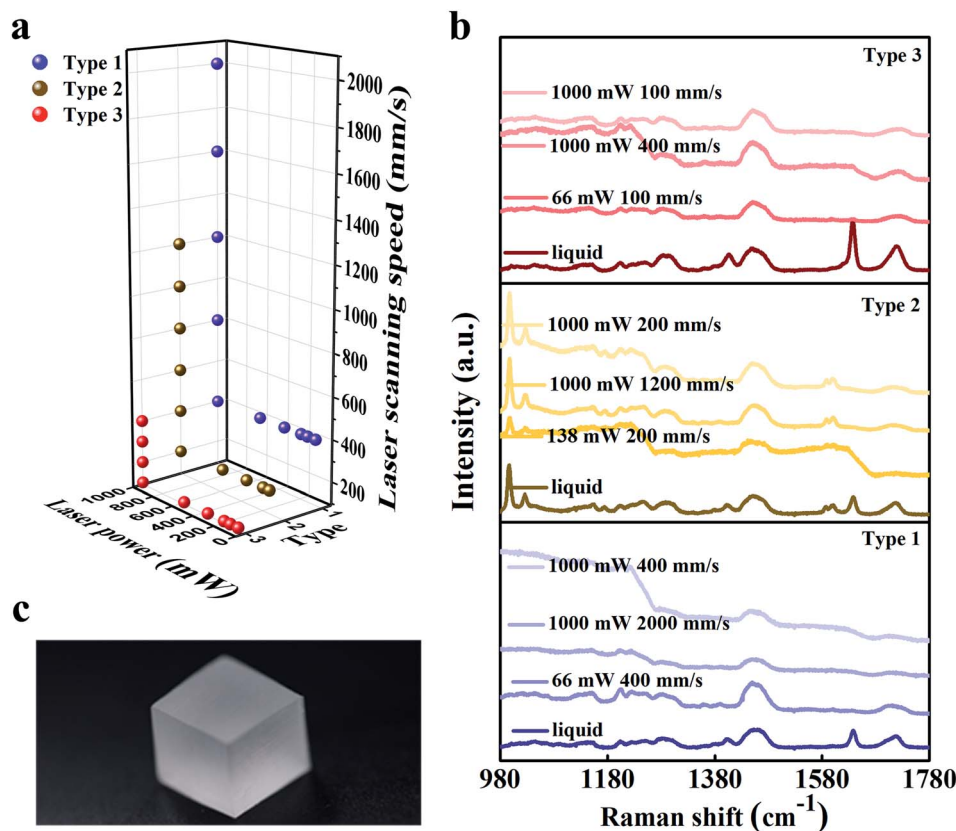 a
Type 1
Type 2
Type 3
2000
1800
1600
1400
1200
1000
800
600
400
200
Laser scanning speed (mm/s)
1000
800
600
400
200
0
Laser power (mW)
1
2
3
Type
b
Type 3
1000 mW 100 mm/s
1000 mW 400 mm/s
66 mW 100 mm/s
liquid
Type 2
1000 mW 200 mm/s
1000 mW 1200 mm/s
138 mW 200 mm/s
liquid
Type 1
1000 mW 400 mm/s
1000 mW 2000 mm/s
66 mW 400 mm/s
liquid
Intensity (a.u.)
980 1180 1380 1580 1780
Raman shift (cm⁻¹)
c